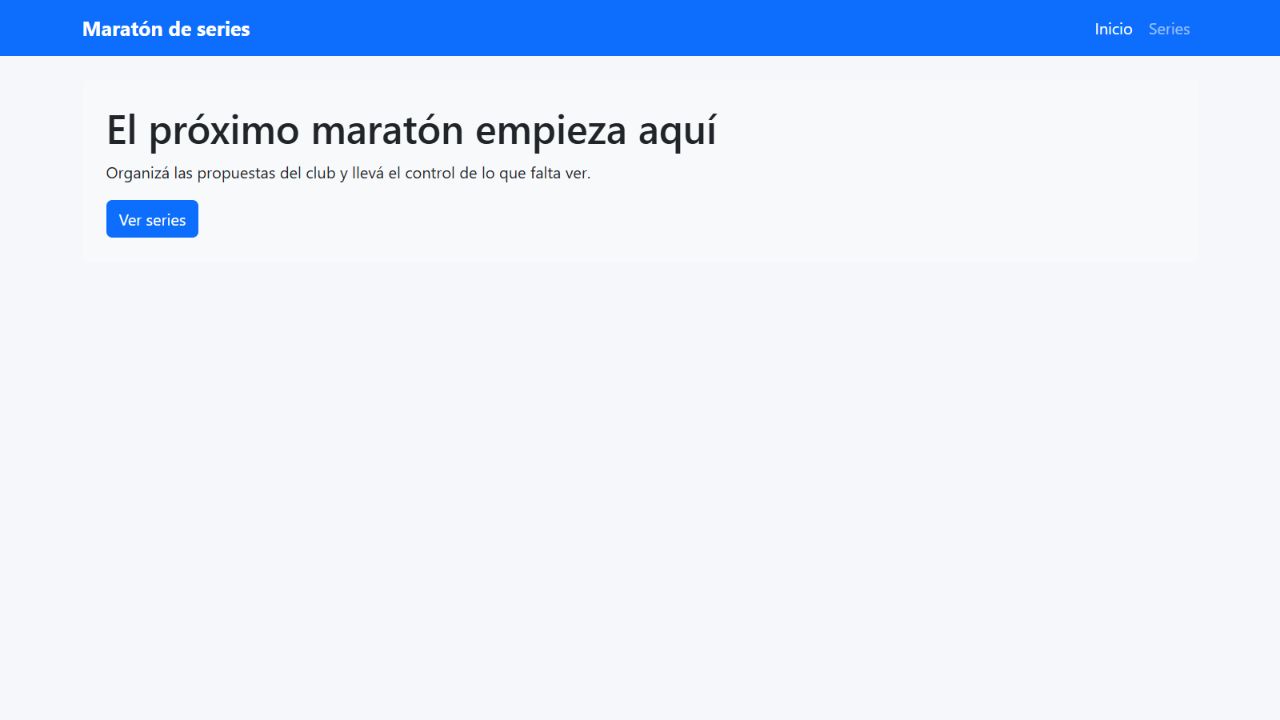 Maratón de series
Inicio
Series
El próximo maratón empieza aquí
Organizá las propuestas del club y llevá el control de lo que falta ver.
Ver series